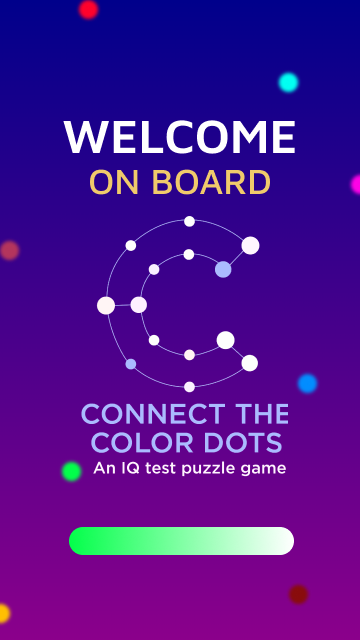 WELCOME
ON BOARD
CONNECT THE
COLOR DOTS
An IQ test puzzle game